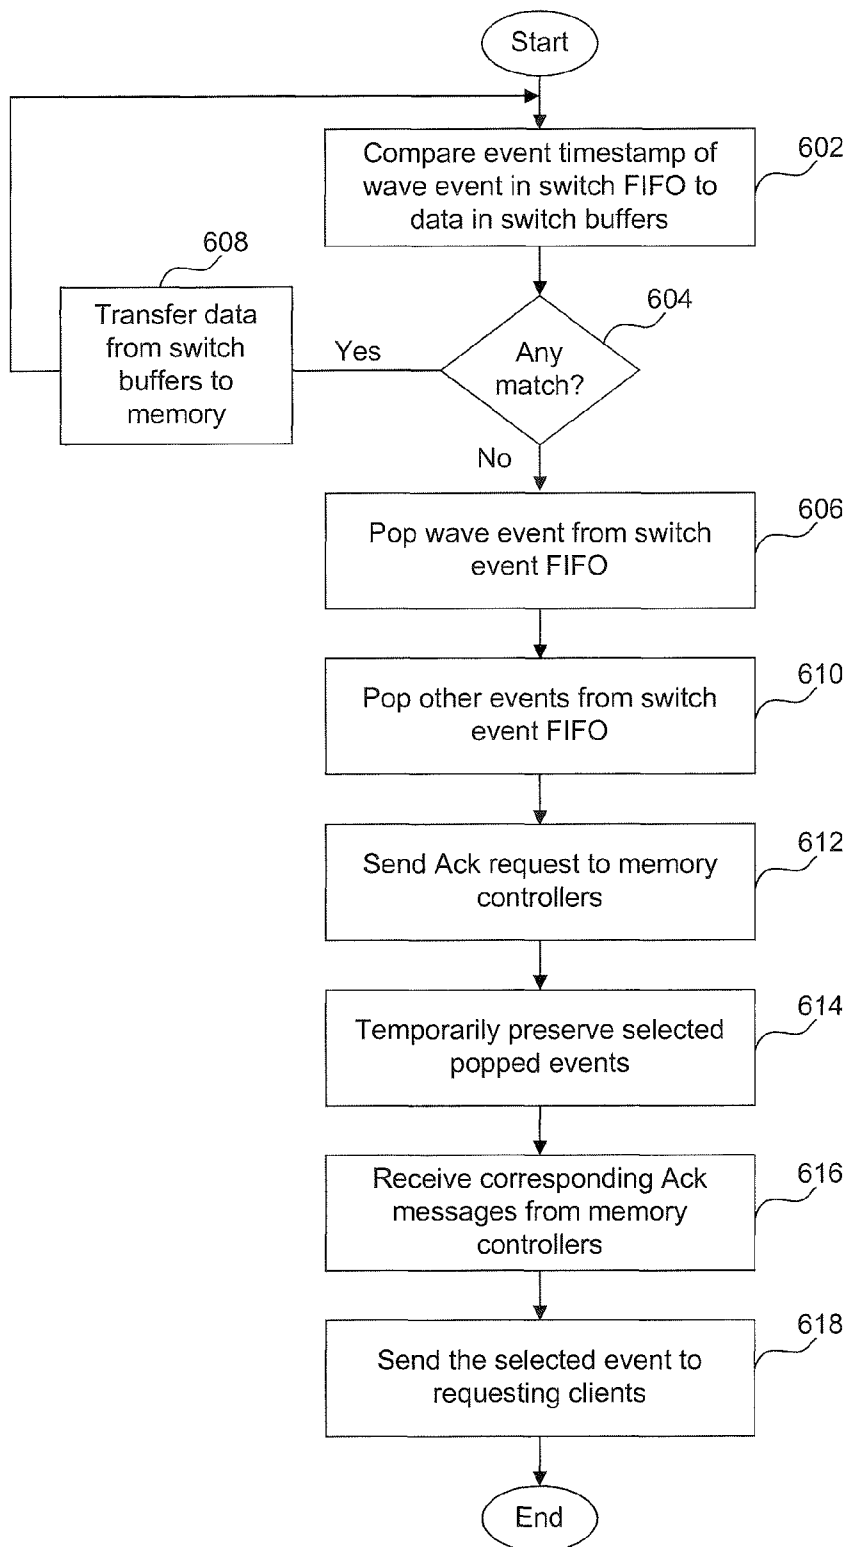 Start
Compare event timestamp of
wave event in switch FIFO to
data in switch buffers
602
608
Transfer data
from switch
buffers to
memory
Yes
Any
match?
604
No
Pop wave event from switch
event FIFO
606
Pop other events from switch
event FIFO
610
Send Ack request to memory
controllers
612
Temporarily preserve selected
popped events
614
Receive corresponding Ack
messages from memory
controllers
616
Send the selected event to
requesting clients
618
End